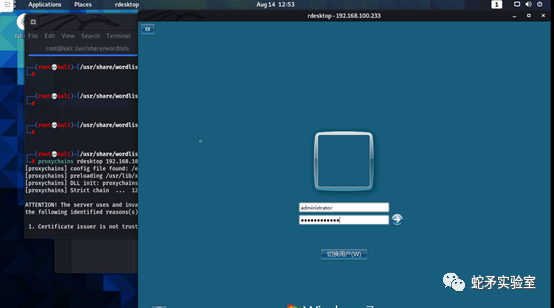 Applications
Places
rdesktop
Aug 14 12:53
1
rdesktop - 192.168.100.233
File Edit View Search Terminal
root@kali: /usr/share/wordlists
(root💀kali)-[/usr/share/wordlis
#
(root💀kali)-[/usr/share/wordlis
#
(root💀kali)-[/usr/share/wordlis
#
(root💀kali)-[/usr/share/wordlis
# proxychains rdesktop 192.168.10
[proxychains] config file found: /e
[proxychains] preloading /usr/lib/x
[proxychains] DLL init: proxychains
[proxychains] Strict chain ... 12
ATTENTION! The server uses and inva
the following identified reasons(s)
1. Certificate issuer is not trust
administrator
••••••••••••
切换用户(W)
蛇矛实验室